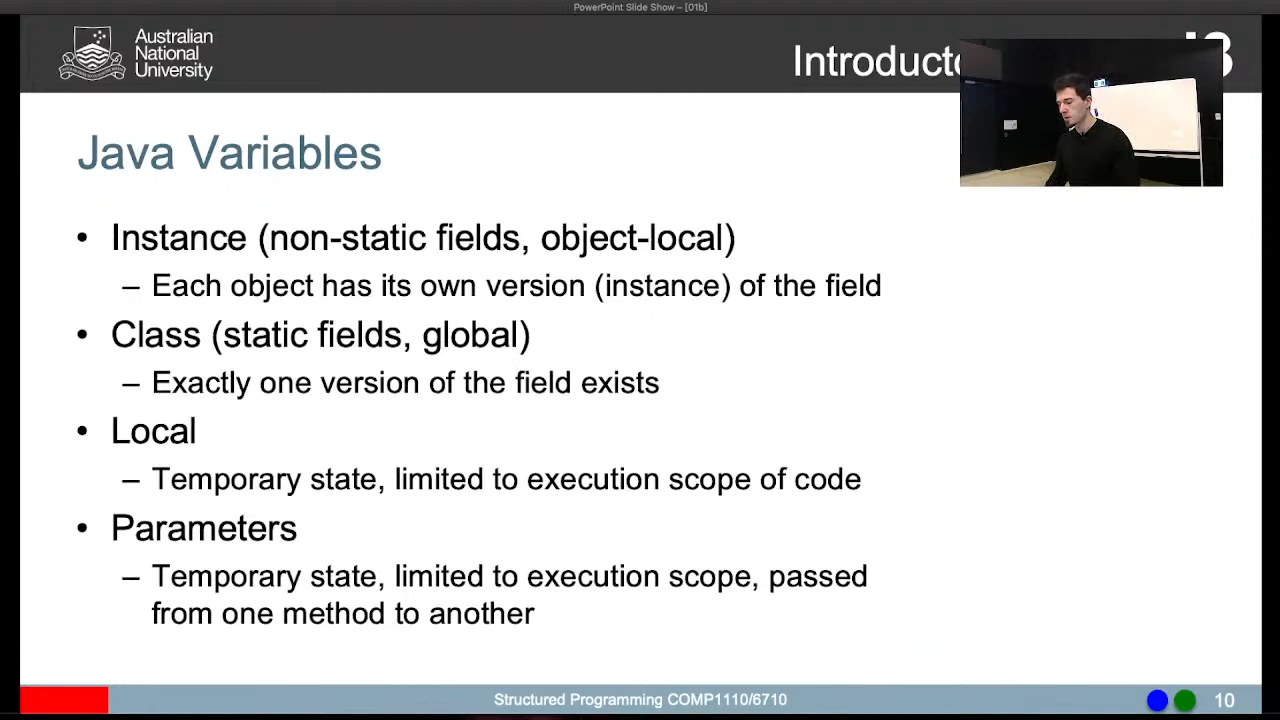 PowerPoint Slide Show – [01b]
Australian
National
University
Java Variables
• Instance (non-static fields, object-local)
– Each object has its own version (instance) of the field
• Class (static fields, global)
– Exactly one version of the field exists
• Local
– Temporary state, limited to execution scope of code
• Parameters
– Temporary state, limited to execution scope, passed
from one method to another
Structured Programming COMP1110/6710
10